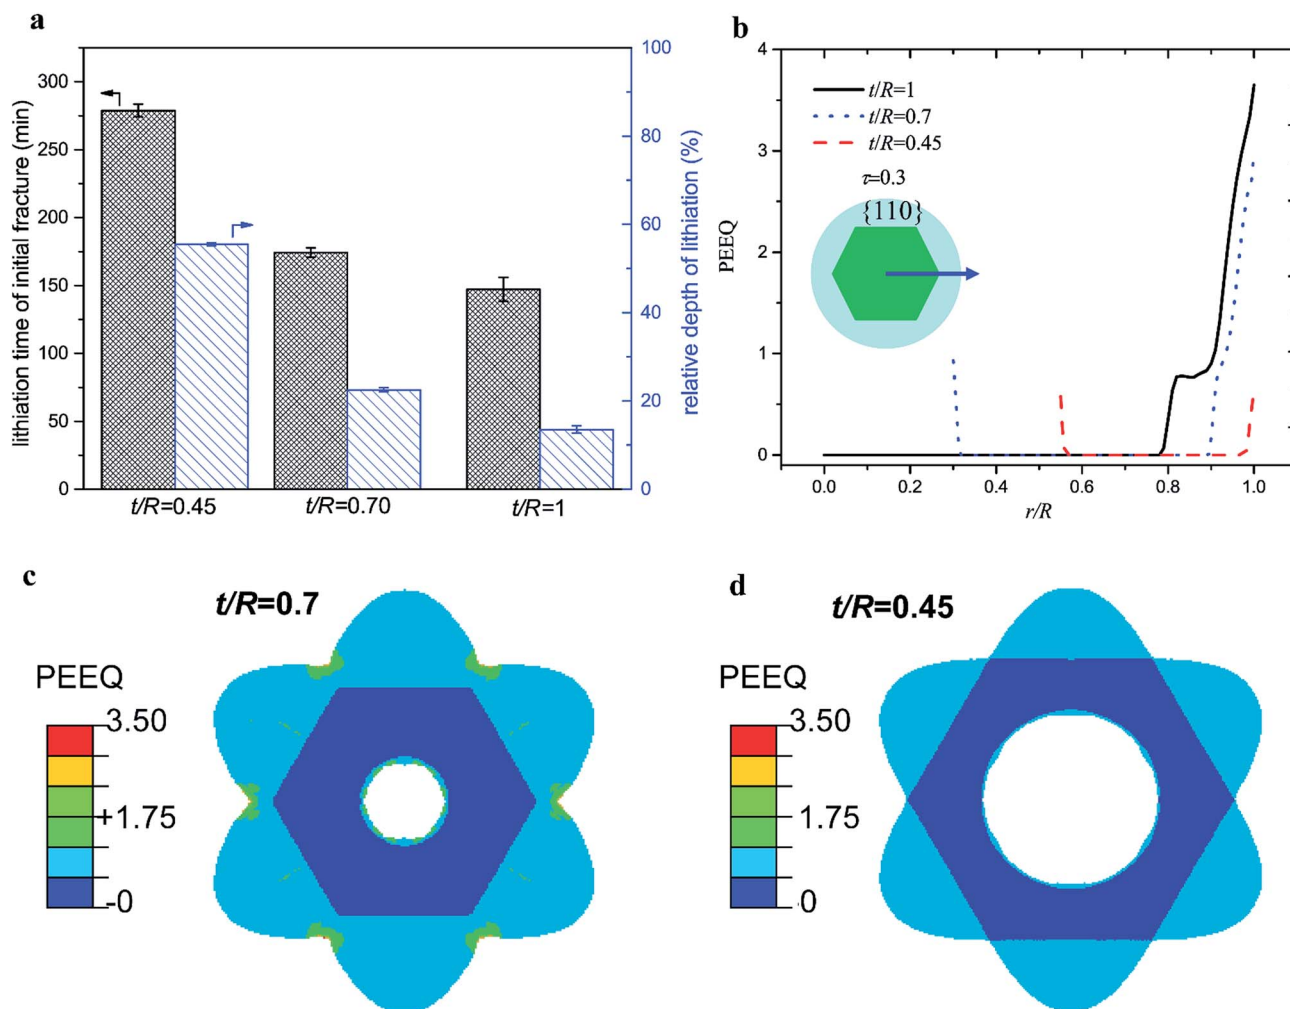 a
lithiation time of initial fracture (min)
300
250
200
150
100
50
0
100
80
60
40
20
0
relative depth of lithiation (%)
t/R=0.45
t/R=0.70
t/R=1
b
PEEQ
4
3
2
1
0
t/R=1
t/R=0.7
t/R=0.45
τ=0.3
{110}
0.0 0.2 0.4 0.6 0.8 1.0
r/R
c
t/R=0.7
PEEQ
3.50
+1.75
-0
d
t/R=0.45
PEEQ
3.50
1.75
0